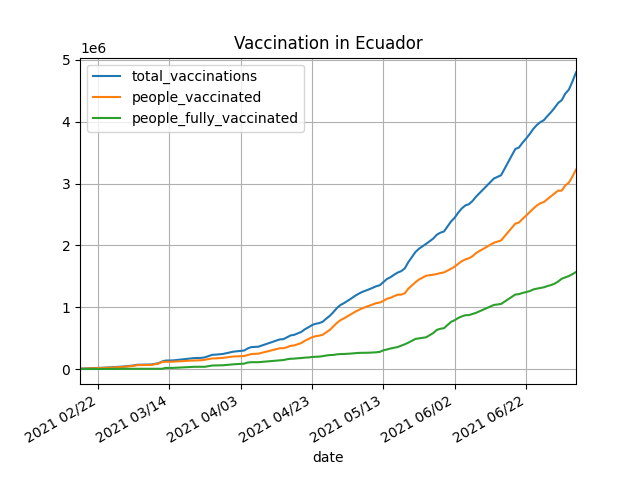 Vaccination in Ecuador
1e6
5
4
3
2
1
0
total_vaccinations
people_vaccinated
people_fully_vaccinated
2021 02/22
2021 03/14
2021 04/03
2021 04/23
2021 05/13
2021 06/02
2021 06/22
date